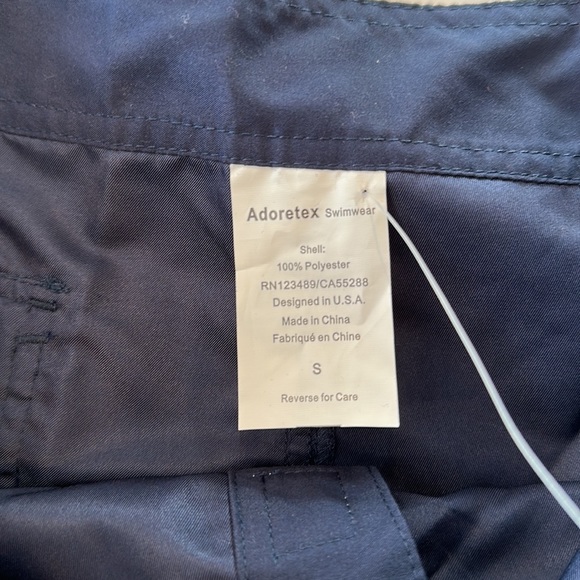 Adoretex Swimwear
Shell:
100% Polyester
RN123489/CA55288
Designed in U.S.A.
Made in China
Fabriqué en Chine
S
Reverse for Care